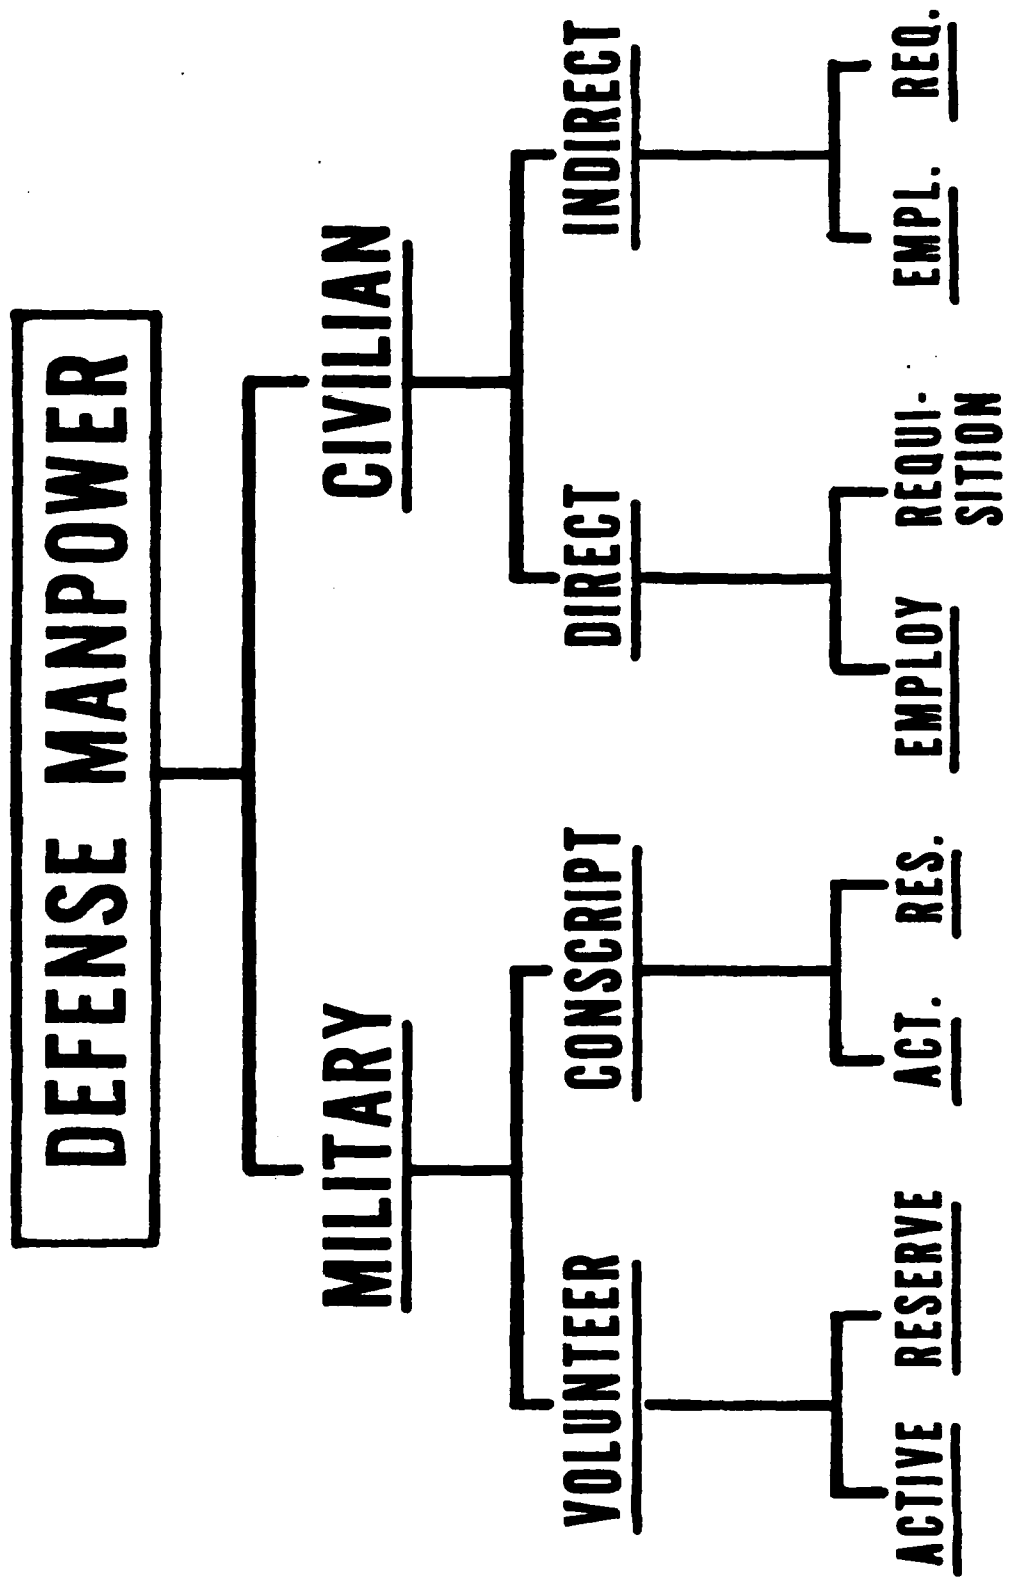 DEFENSE MANPOWER
MILITARY
CIVILIAN
VOLUNTEER
CONSCRIPT
DIRECT
INDIRECT
ACTIVE
RESERVE
ACT.
RES.
EMPLOY
REQUI-
SITION
EMPL.
REQ.